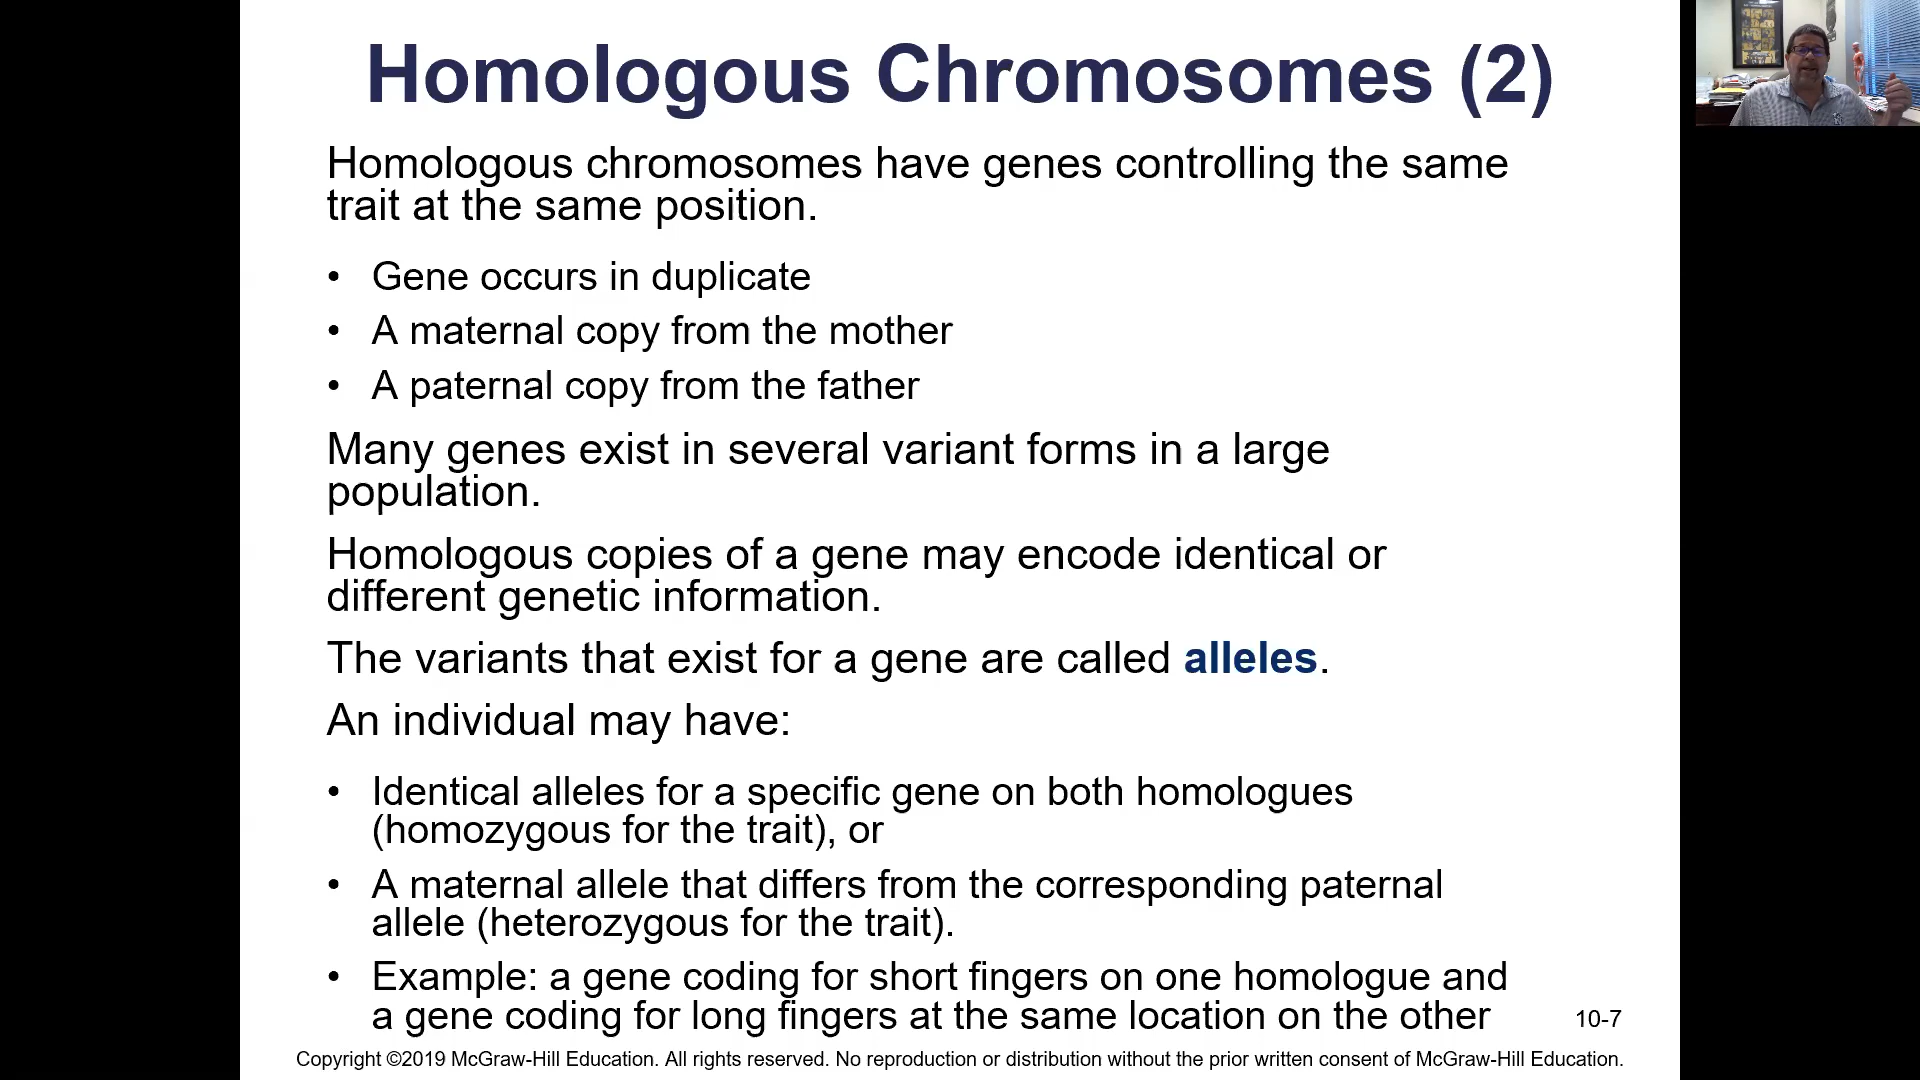 Homologous Chromosomes (2)
Homologous chromosomes have genes controlling the same
trait at the same position.
• Gene occurs in duplicate
• A maternal copy from the mother
• A paternal copy from the father
Many genes exist in several variant forms in a large
population.
Homologous copies of a gene may encode identical or
different genetic information.
The variants that exist for a gene are called alleles.
An individual may have:
• Identical alleles for a specific gene on both homologues
(homozygous for the trait), or
• A maternal allele that differs from the corresponding paternal
allele (heterozygous for the trait).
• Example: a gene coding for short fingers on one homologue and
a gene coding for long fingers at the same location on the other
10-7
Copyright ©2019 McGraw-Hill Education. All rights reserved. No reproduction or distribution without the prior written consent of McGraw-Hill Education.